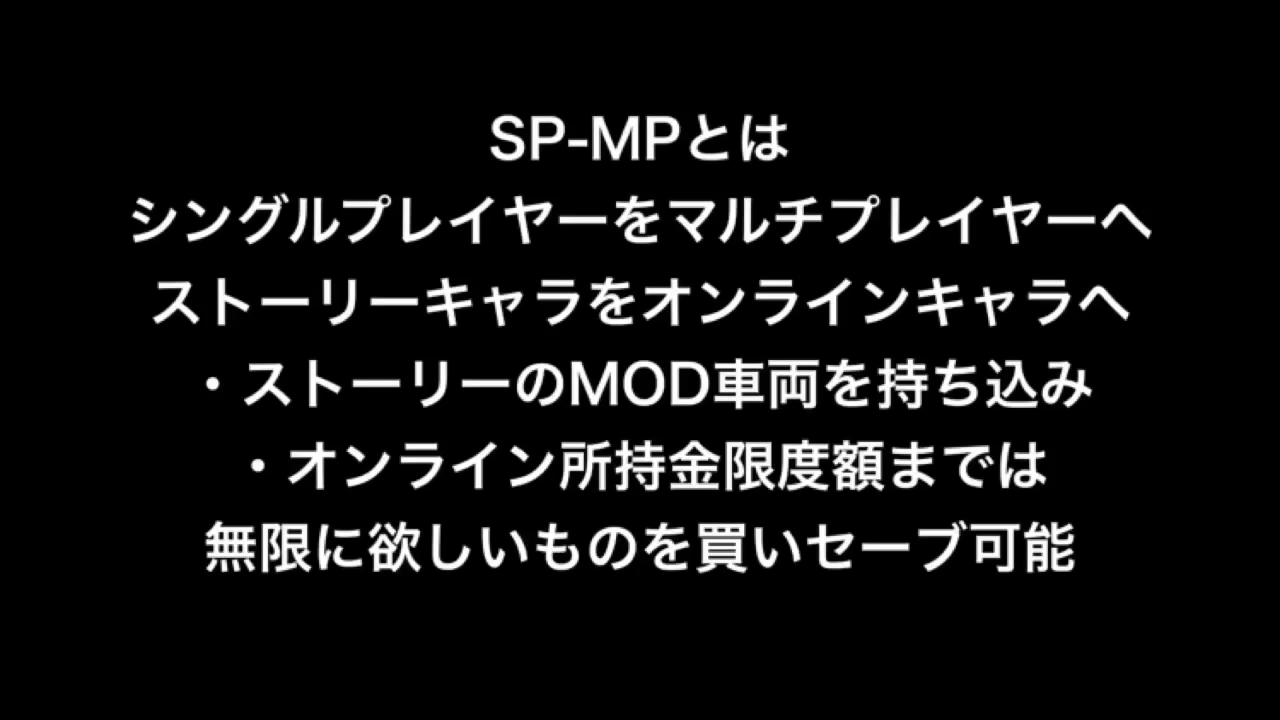 SP-MPとは
シングルプレイヤーをマルチプレイヤーへ
ストーリーキャラをオンラインキャラへ
・ストーリーのMOD車両を持ち込み
・オンライン所持金限度額までは
無限に欲しいものを買いセーブ可能